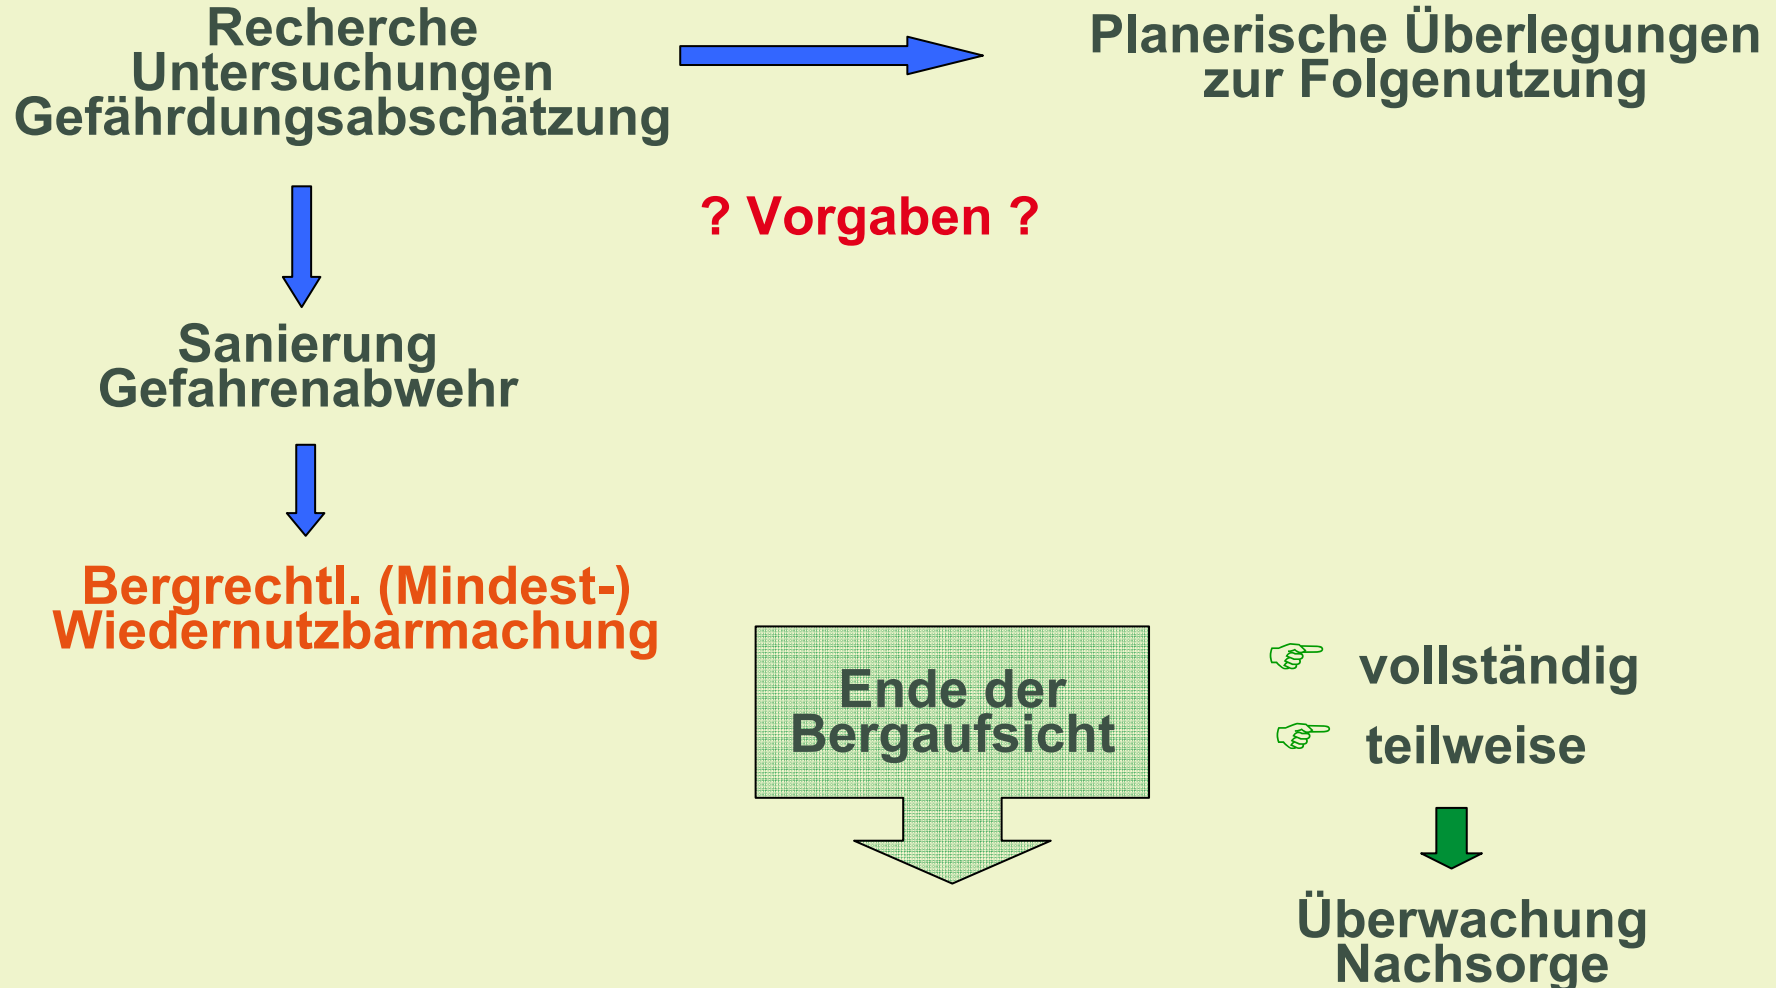 Recherche
Untersuchungen
Gefährdungsabschätzung
Planerische Überlegungen
zur Folgenutzung
? Vorgaben ?
Sanierung
Gefahrenabwehr
Bergrechtl. (Mindest-)
Wiedernutzbarmachung
Ende der
Bergaufsicht
vollständig
teilweise
Überwachung
Nachsorge